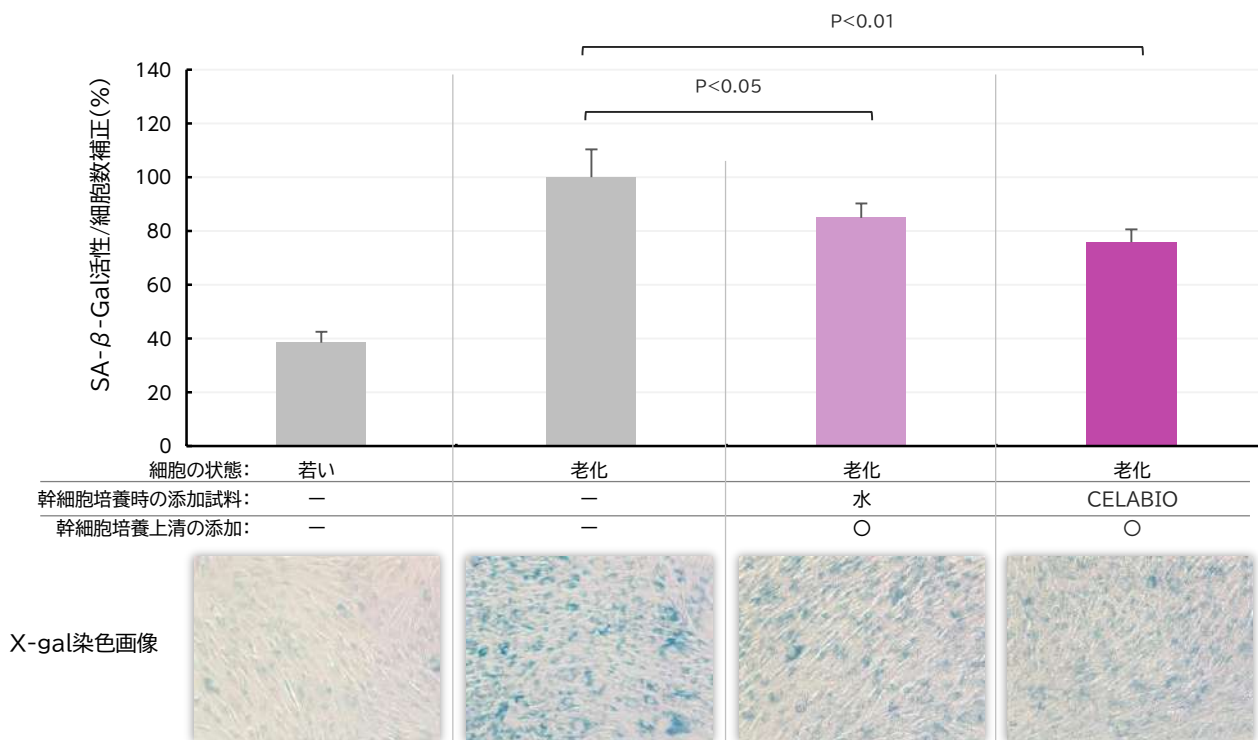 P<0.01
P<0.05
SA-β-Gal活性/細胞数補正(%)
140
120
100
80
60
40
20
0
細胞の状態: 若い 老化 老化 老化
幹細胞培養時の添加試料: ー ー 水 CELABIO
幹細胞培養上清の添加: ー ー 〇 〇
X-gal染色画像